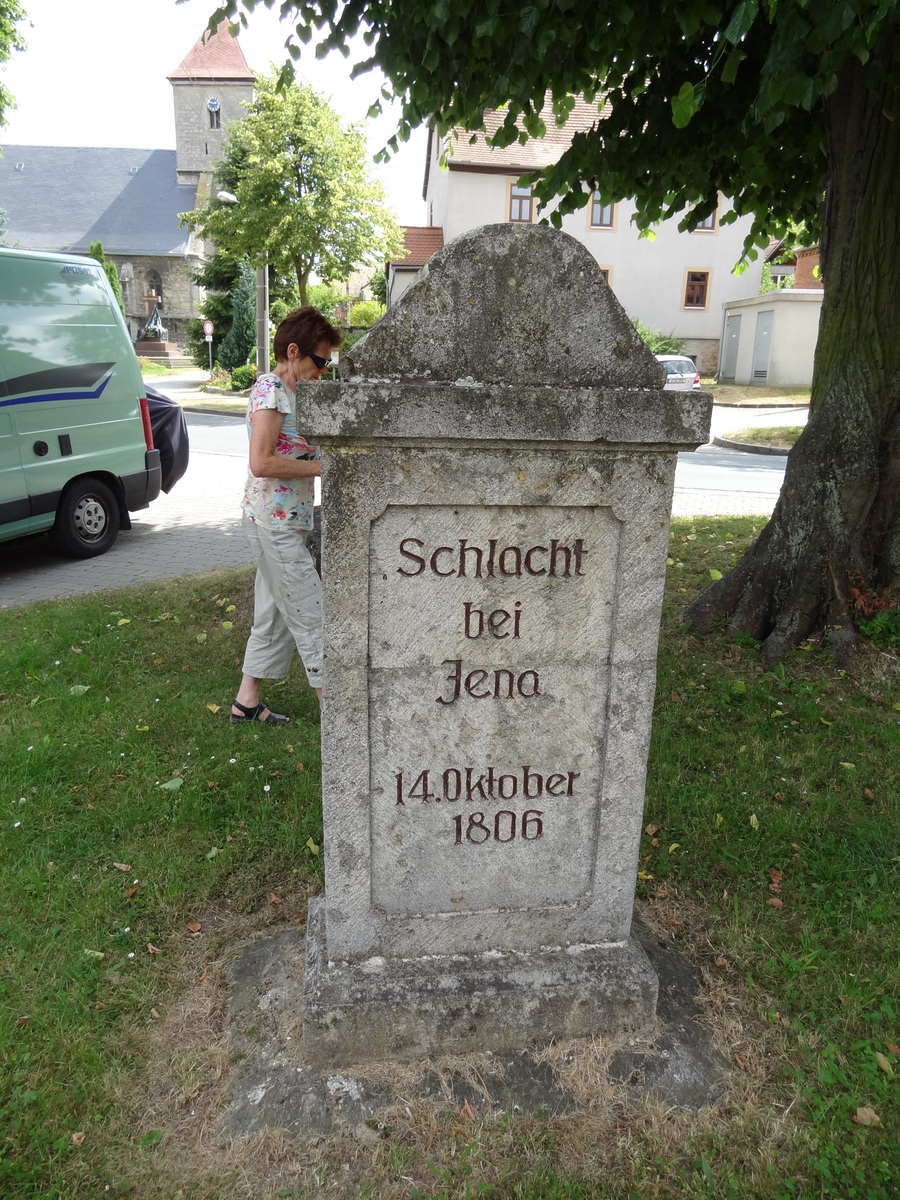 Schlacht
bei
Jena
14.Oktober
1806